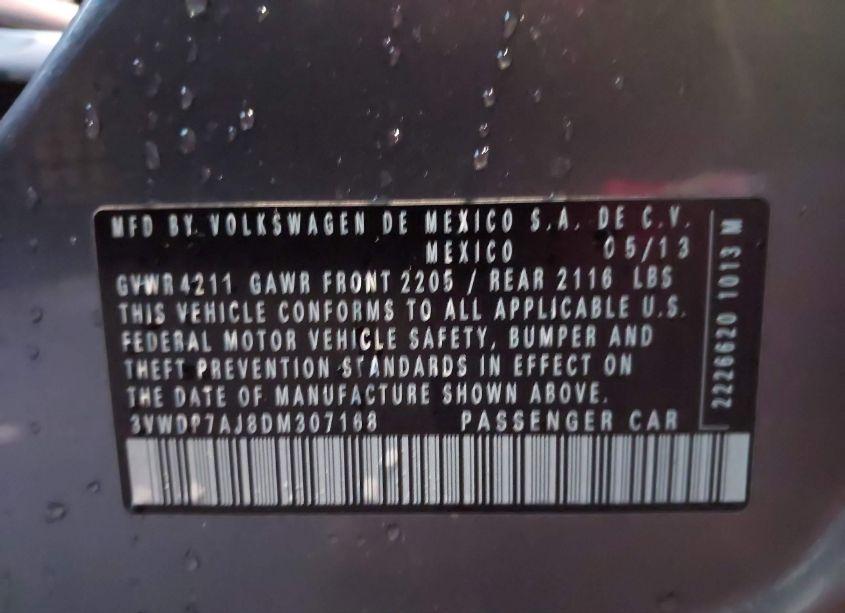 MFD BY VOLKSWAGEN DE MEXICO S.A. DE C.V.
MEXICO 05/13
GVWR4211 GAWR FRONT 2205 / REAR 2116 LBS
THIS VEHICLE CONFORMS TO ALL APPLICABLE U.S.
FEDERAL MOTOR VEHICLE SAFETY, BUMPER AND
THEFT PREVENTION STANDARDS IN EFFECT ON
THE DATE OF MANUFACTURE SHOWN ABOVE.
3VWDP7AJ8DM307168 PASSENGER CAR
2226620 1013 M